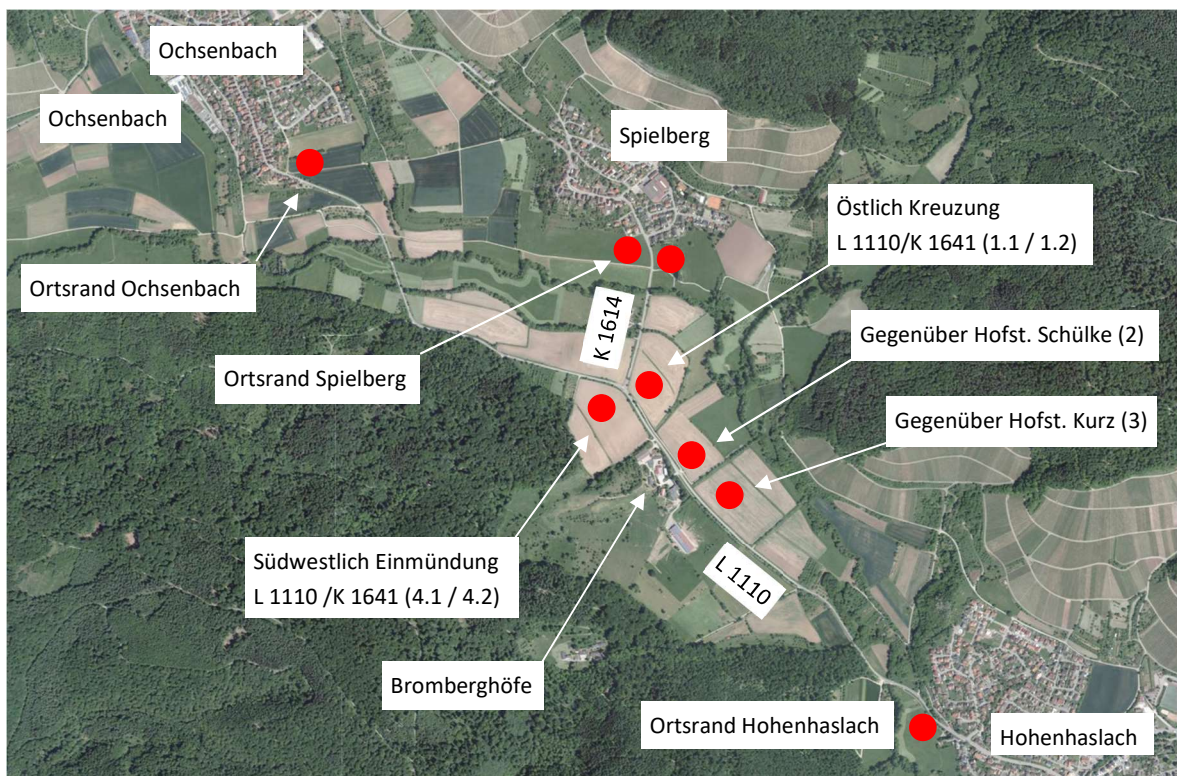 Ochsenbach
Ochsenbach
Spielberg
Östlich Kreuzung
L 1110/K 1641 (1.1 / 1.2)
Ortsrand Ochsenbach
K 1614
Gegenüber Hofst. Schülke (2)
Ortsrand Spielberg
Gegenüber Hofst. Kurz (3)
Südwestlich Einmündung
L 1110 /K 1641 (4.1 / 4.2)
L 1110
Bromberghöfe
Ortsrand Hohenhaslach
Hohenhaslach